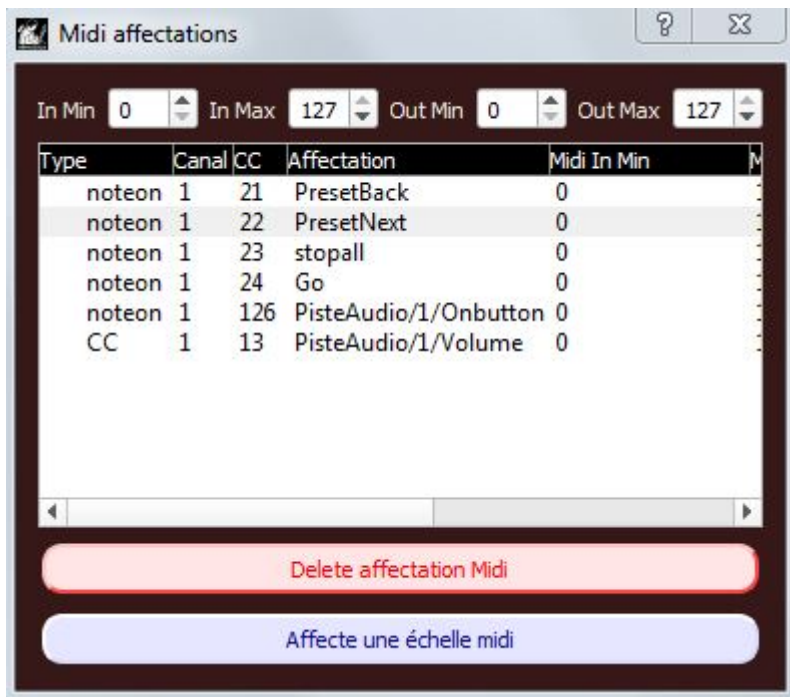 Midi affectations
In Min 0 In Max 127 Out Min 0 Out Max 127
Type Canal CC Affectation Midi In Min
noteon 1 21 PresetBack 0
noteon 1 22 PresetNext 0
noteon 1 23 stopall 0
noteon 1 24 Go 0
noteon 1 126 PisteAudio/1/Onbutton 0
CC 1 13 PisteAudio/1/Volume 0
Delete affectation Midi
Affecte une échelle midi